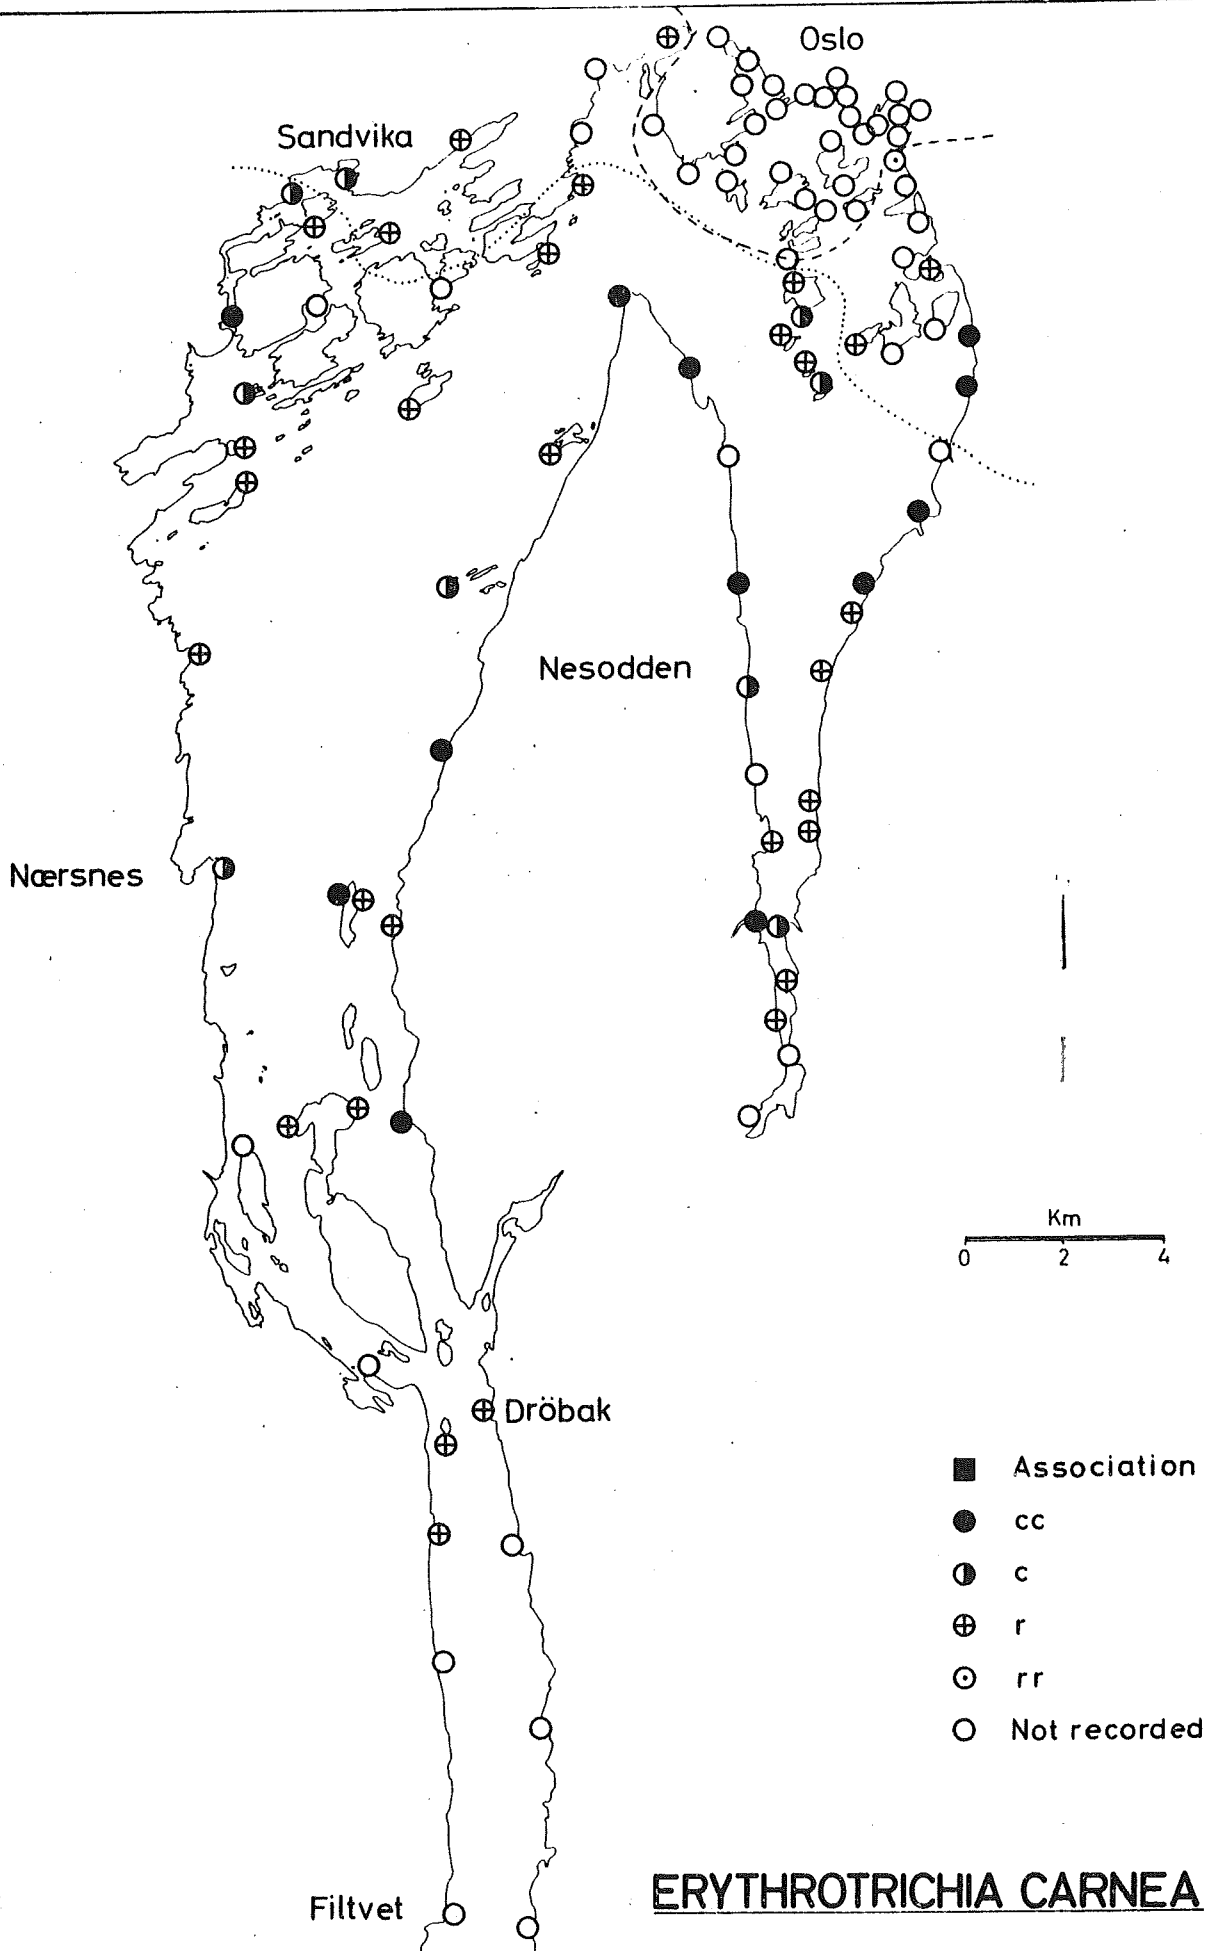 Oslo
Sandvika
Nesodden
Nærsnes
Km
0 2 4
Dröbak
Association
cc
c
r
rr
Not recorded
Filtvet
ERYTHROTRICHIA CARNEA